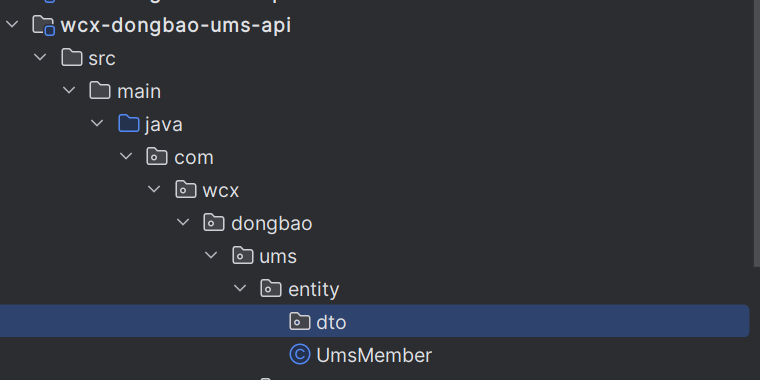 wcx-dongbao-ums-api
src
main
java
com
wcx
dongbao
ums
entity
dto
C UmsMember